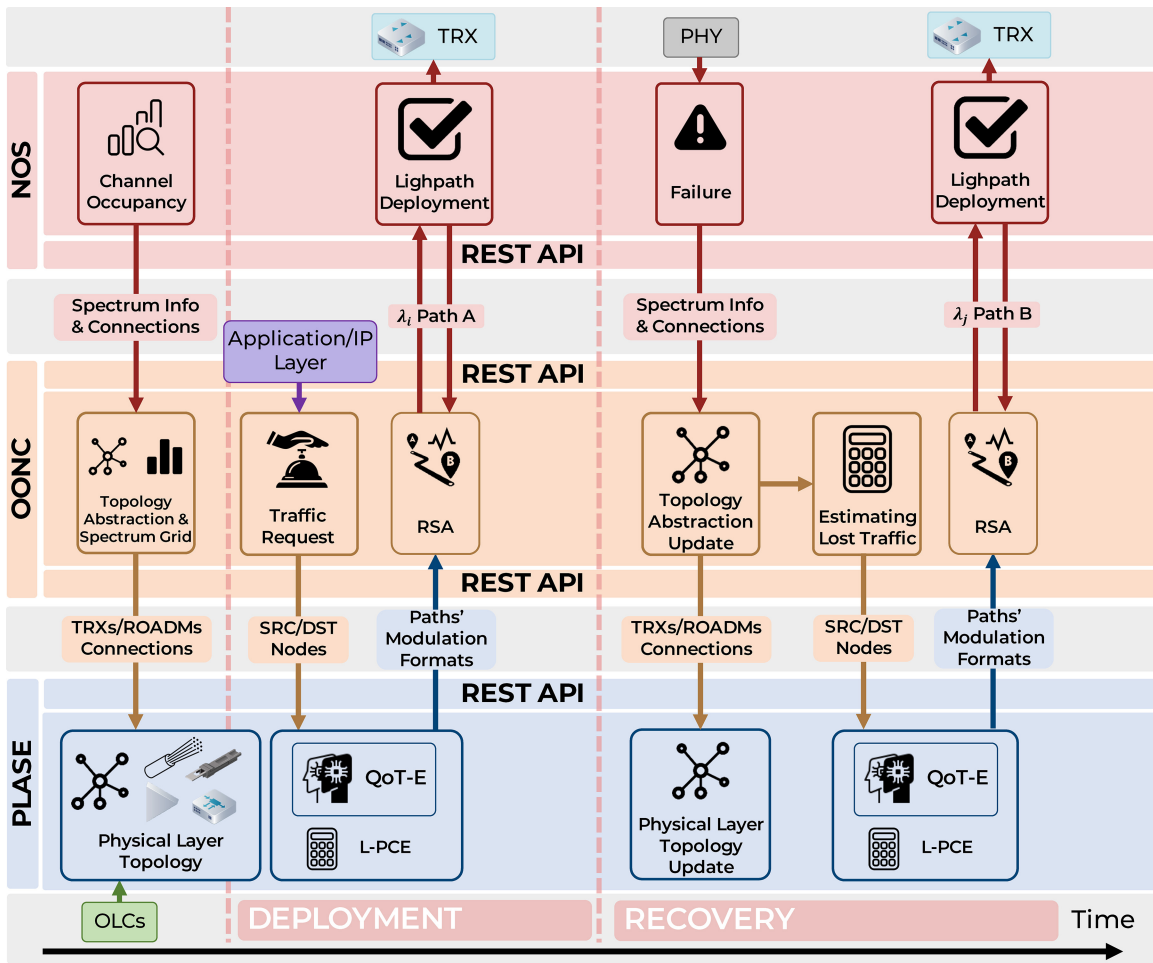 TRX
PHY
TRX
NOS
Channel
Occupancy
Lighpath
Deployment
Failure
Lighpath
Deployment
REST API
Spectrum Info
& Connections
λi Path A
Spectrum Info
& Connections
λj Path B
Application/IP
Layer
REST API
OONC
Topology
Abstraction &
Spectrum Grid
Traffic
Request
A
B
RSA
Topology
Abstraction
Update
Estimating
Lost Traffic
A
B
RSA
REST API
TRXs/ROADMs
Connections
SRC/DST
Nodes
Paths'
Modulation
Formats
TRXs/ROADMs
Connections
SRC/DST
Nodes
Paths'
Modulation
Formats
REST API
PLASE
Physical Layer
Topology
QoT-E
L-PCE
Physical Layer
Topology
Update
QoT-E
L-PCE
OLCs
DEPLOYMENT
RECOVERY
Time